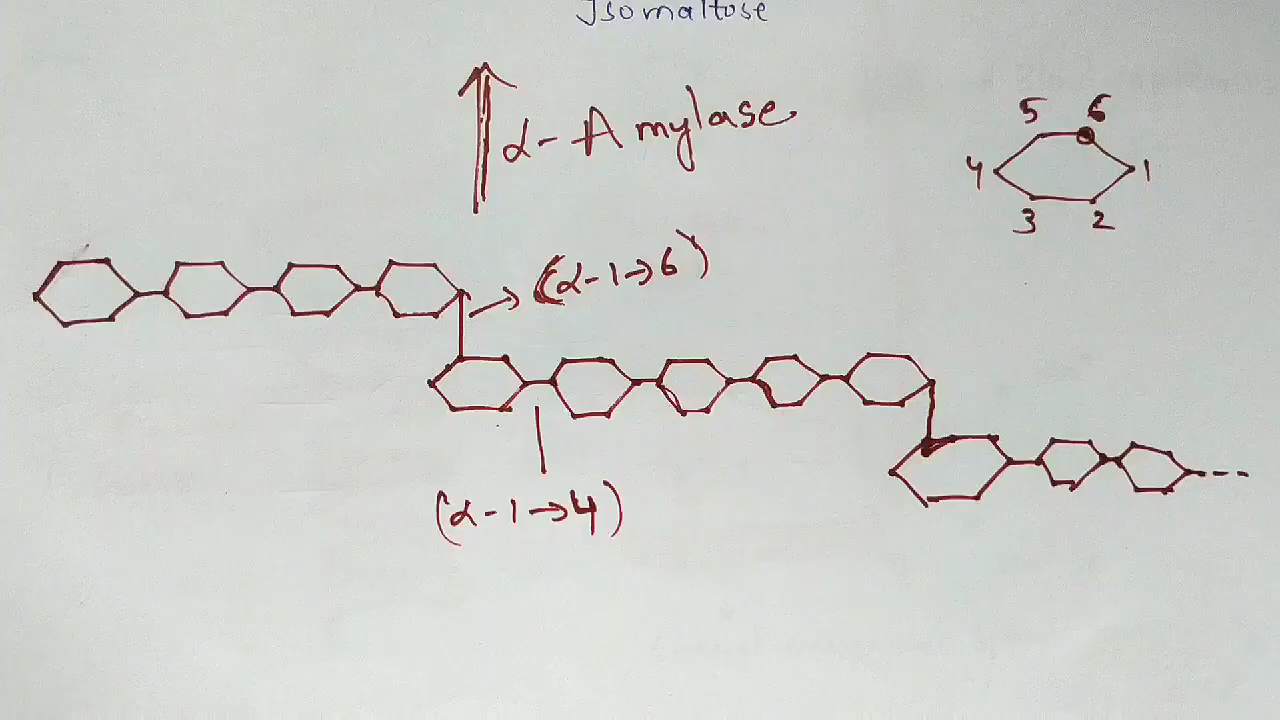 Isomaltose
α-Amylase
5 6
4 1
3 2
(α-1→6)
(α-1→4)